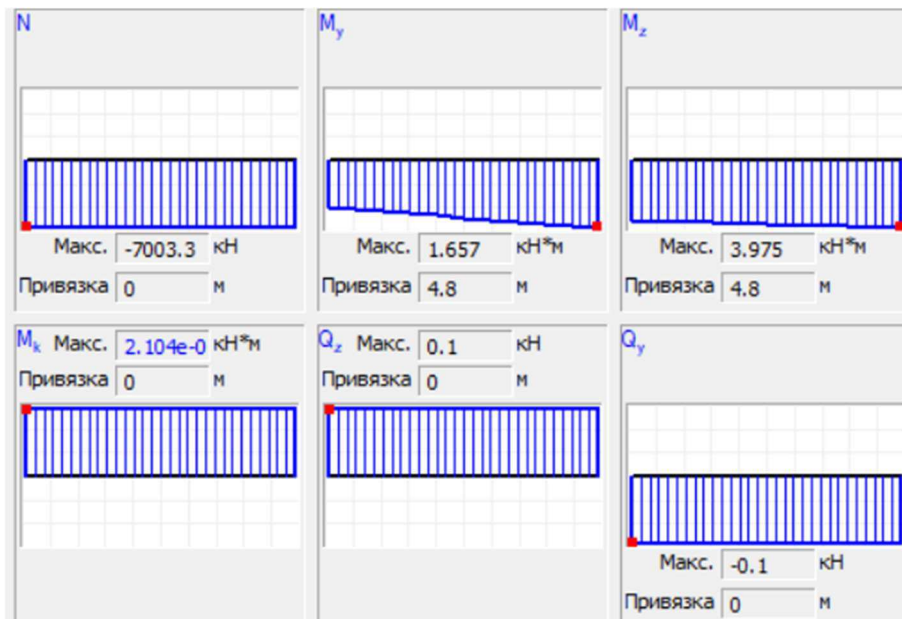 N
Макс. -7003.3 кН
Привязка 0 м
My
Макс. 1.657 кН*м
Привязка 4.8 м
Mz
Макс. 3.975 кН*м
Привязка 4.8 м
Mk Макс. 2.104e-0 кН*м
Привязка 0 м
Qz Макс. 0.1 кН
Привязка 0 м
Qy
Макс. -0.1 кН
Привязка 0 м